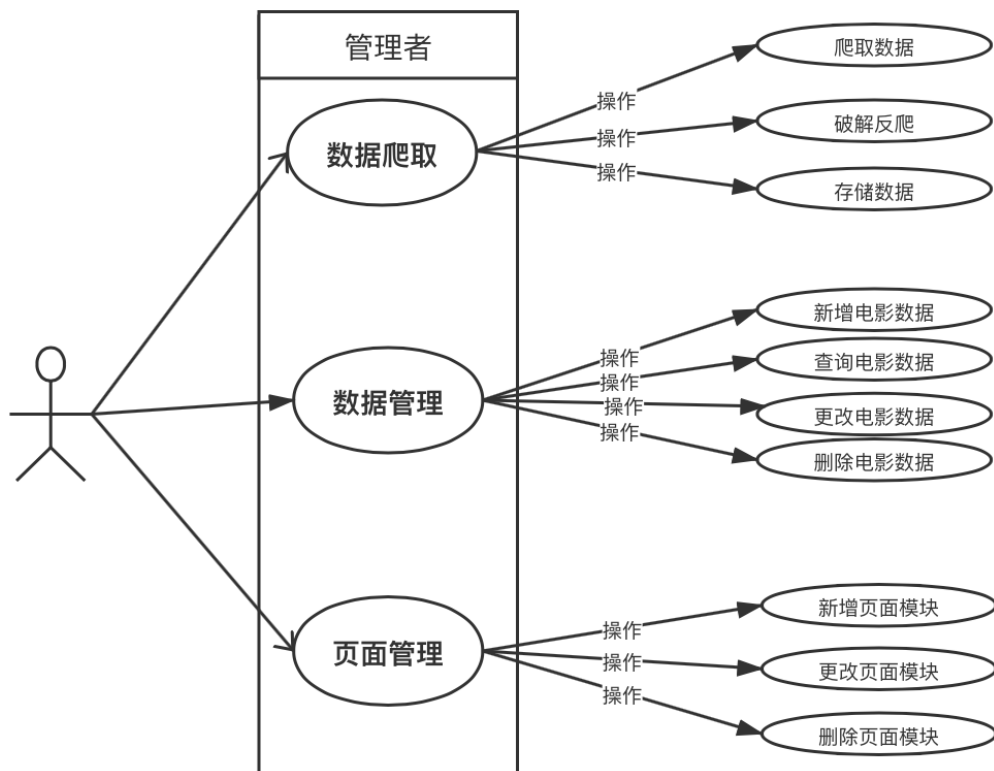 管理者
数据爬取
操作
爬取数据
操作
破解反爬
操作
存储数据
数据管理
操作
新增电影数据
操作
查询电影数据
操作
更改电影数据
操作
删除电影数据
页面管理
操作
新增页面模块
操作
更改页面模块
操作
删除页面模块